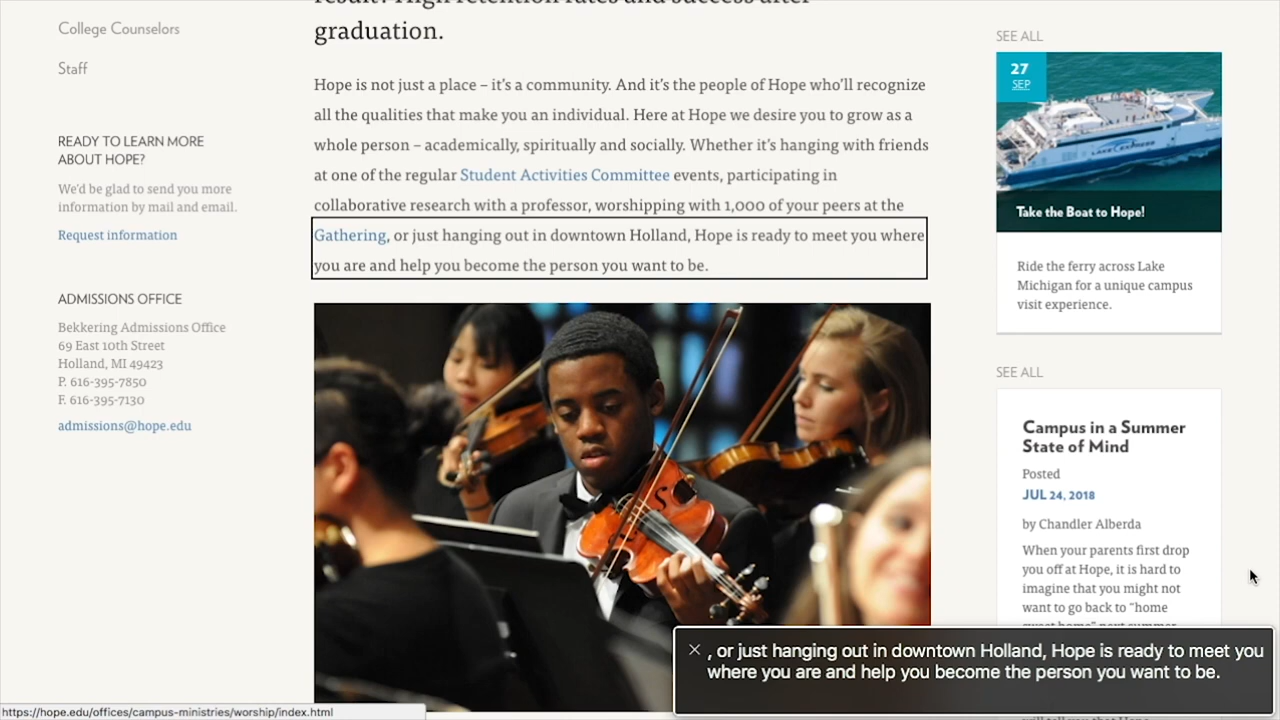 College Counselors
Staff
READY TO LEARN MORE
ABOUT HOPE?
We'd be glad to send you more
information by mail and email.
Request information
ADMISSIONS OFFICE
Bekkering Admissions Office
69 East 10th Street
Holland, MI 49423
P. 616-395-7850
F. 616-395-7130
admissions@hope.edu
result? High retention rates and success after
graduation.
Hope is not just a place – it's a community. And it's the people of Hope who'll recognize
all the qualities that make you an individual. Here at Hope we desire you to grow as a
whole person – academically, spiritually and socially. Whether it's hanging with friends
at one of the regular Student Activities Committee events, participating in
collaborative research with a professor, worshipping with 1,000 of your peers at the
Gathering, or just hanging out in downtown Holland, Hope is ready to meet you where
you are and help you become the person you want to be.
SEE ALL
27
SEP
LAKE EXPRESS
Take the Boat to Hope!
Ride the ferry across Lake
Michigan for a unique campus
visit experience.
SEE ALL
Campus in a Summer
State of Mind
Posted
JUL 24, 2018
by Chandler Alberda
When your parents first drop
you off at Hope, it is hard to
imagine that you might not
want to go back to "home
sweet home" next summer.
, or just hanging out in downtown Holland, Hope is ready to meet you
where you are and help you become the person you want to be.
will tell you that Hope
https://hope.edu/offices/campus-ministries/worship/index.html